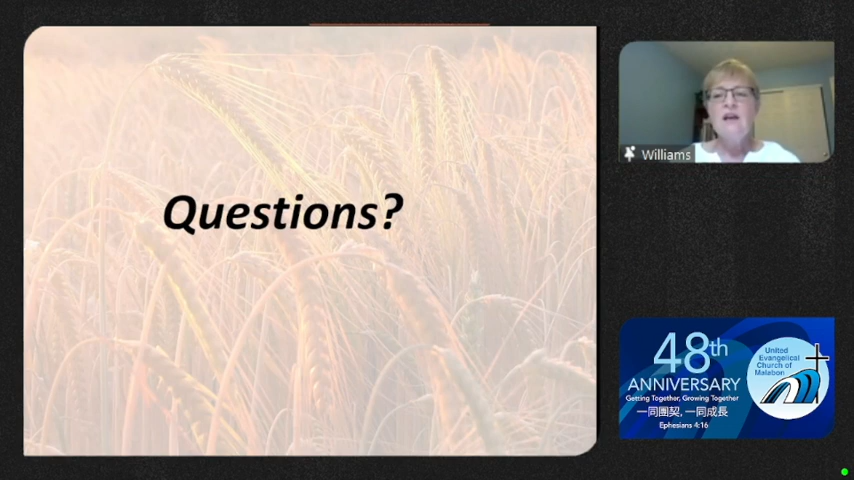 Questions?
Williams
48th
ANNIVERSARY
Getting Together, Growing Together
一同團契, 一同成長
Ephesians 4:16
United
Evangelical
Church of
Malabon